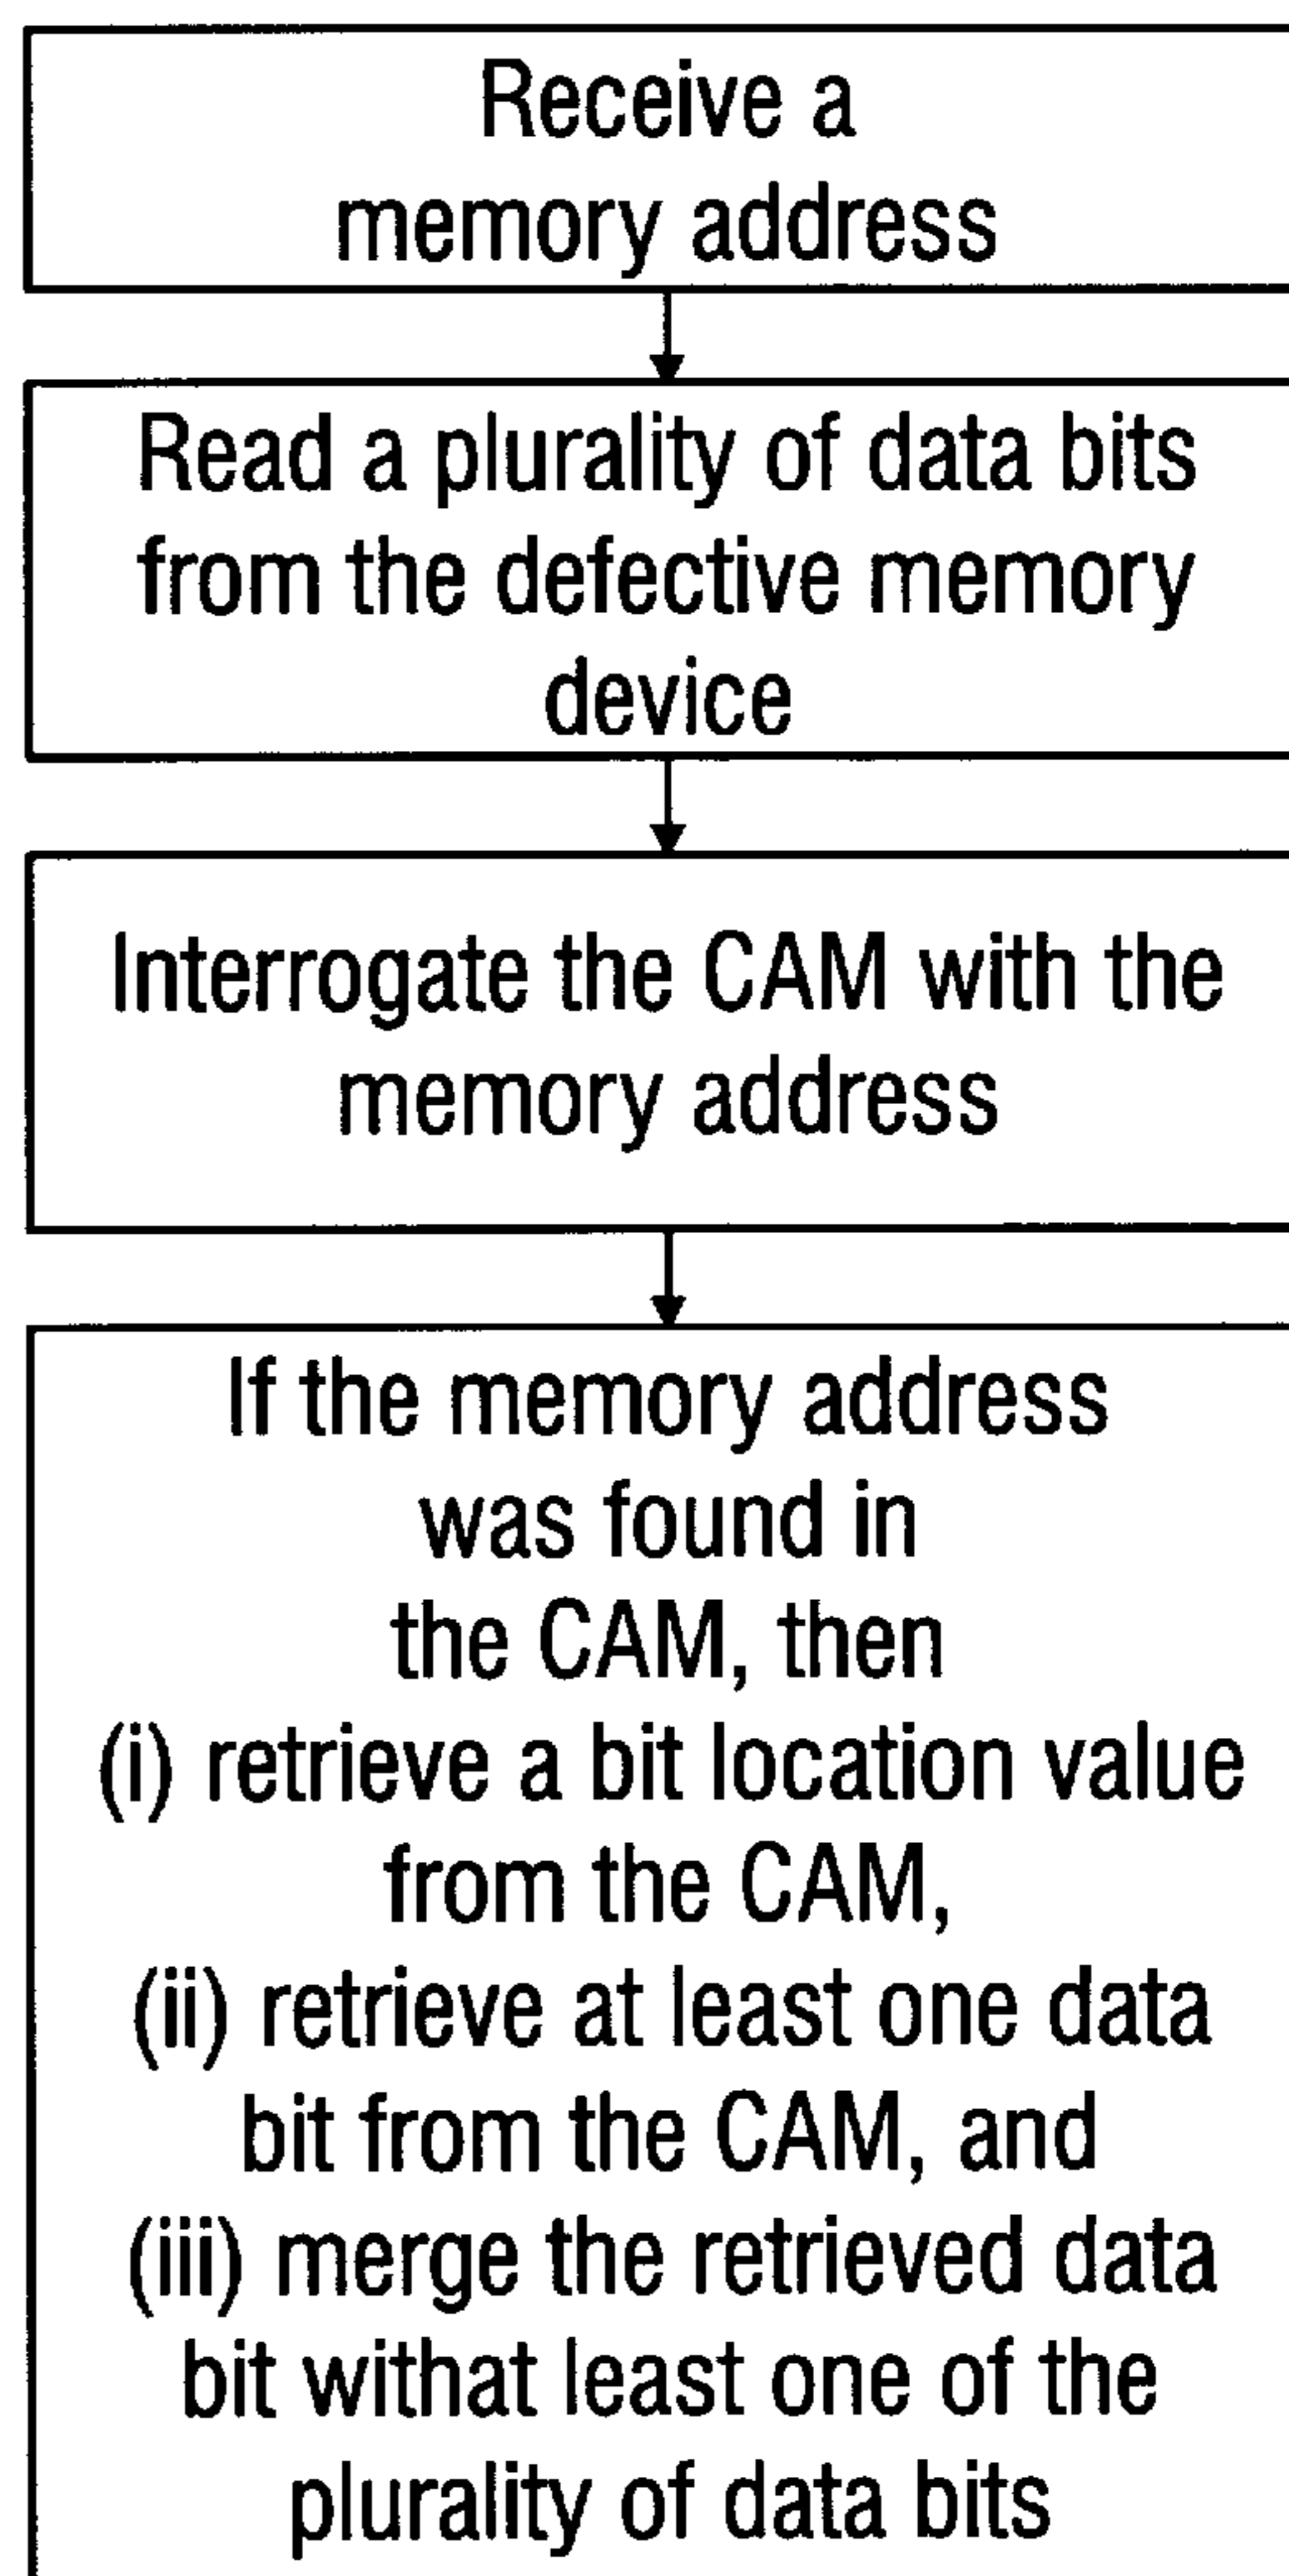 Receive a
memory address
Read a plurality of data bits
from the defective memory
device
Interrogate the CAM with the
memory address
If the memory address
was found in
the CAM, then
(i) retrieve a bit location value
from the CAM,
(ii) retrieve at least one data
bit from the CAM, and
(iii) merge the retrieved data
bit withat least one of the
plurality of data bits